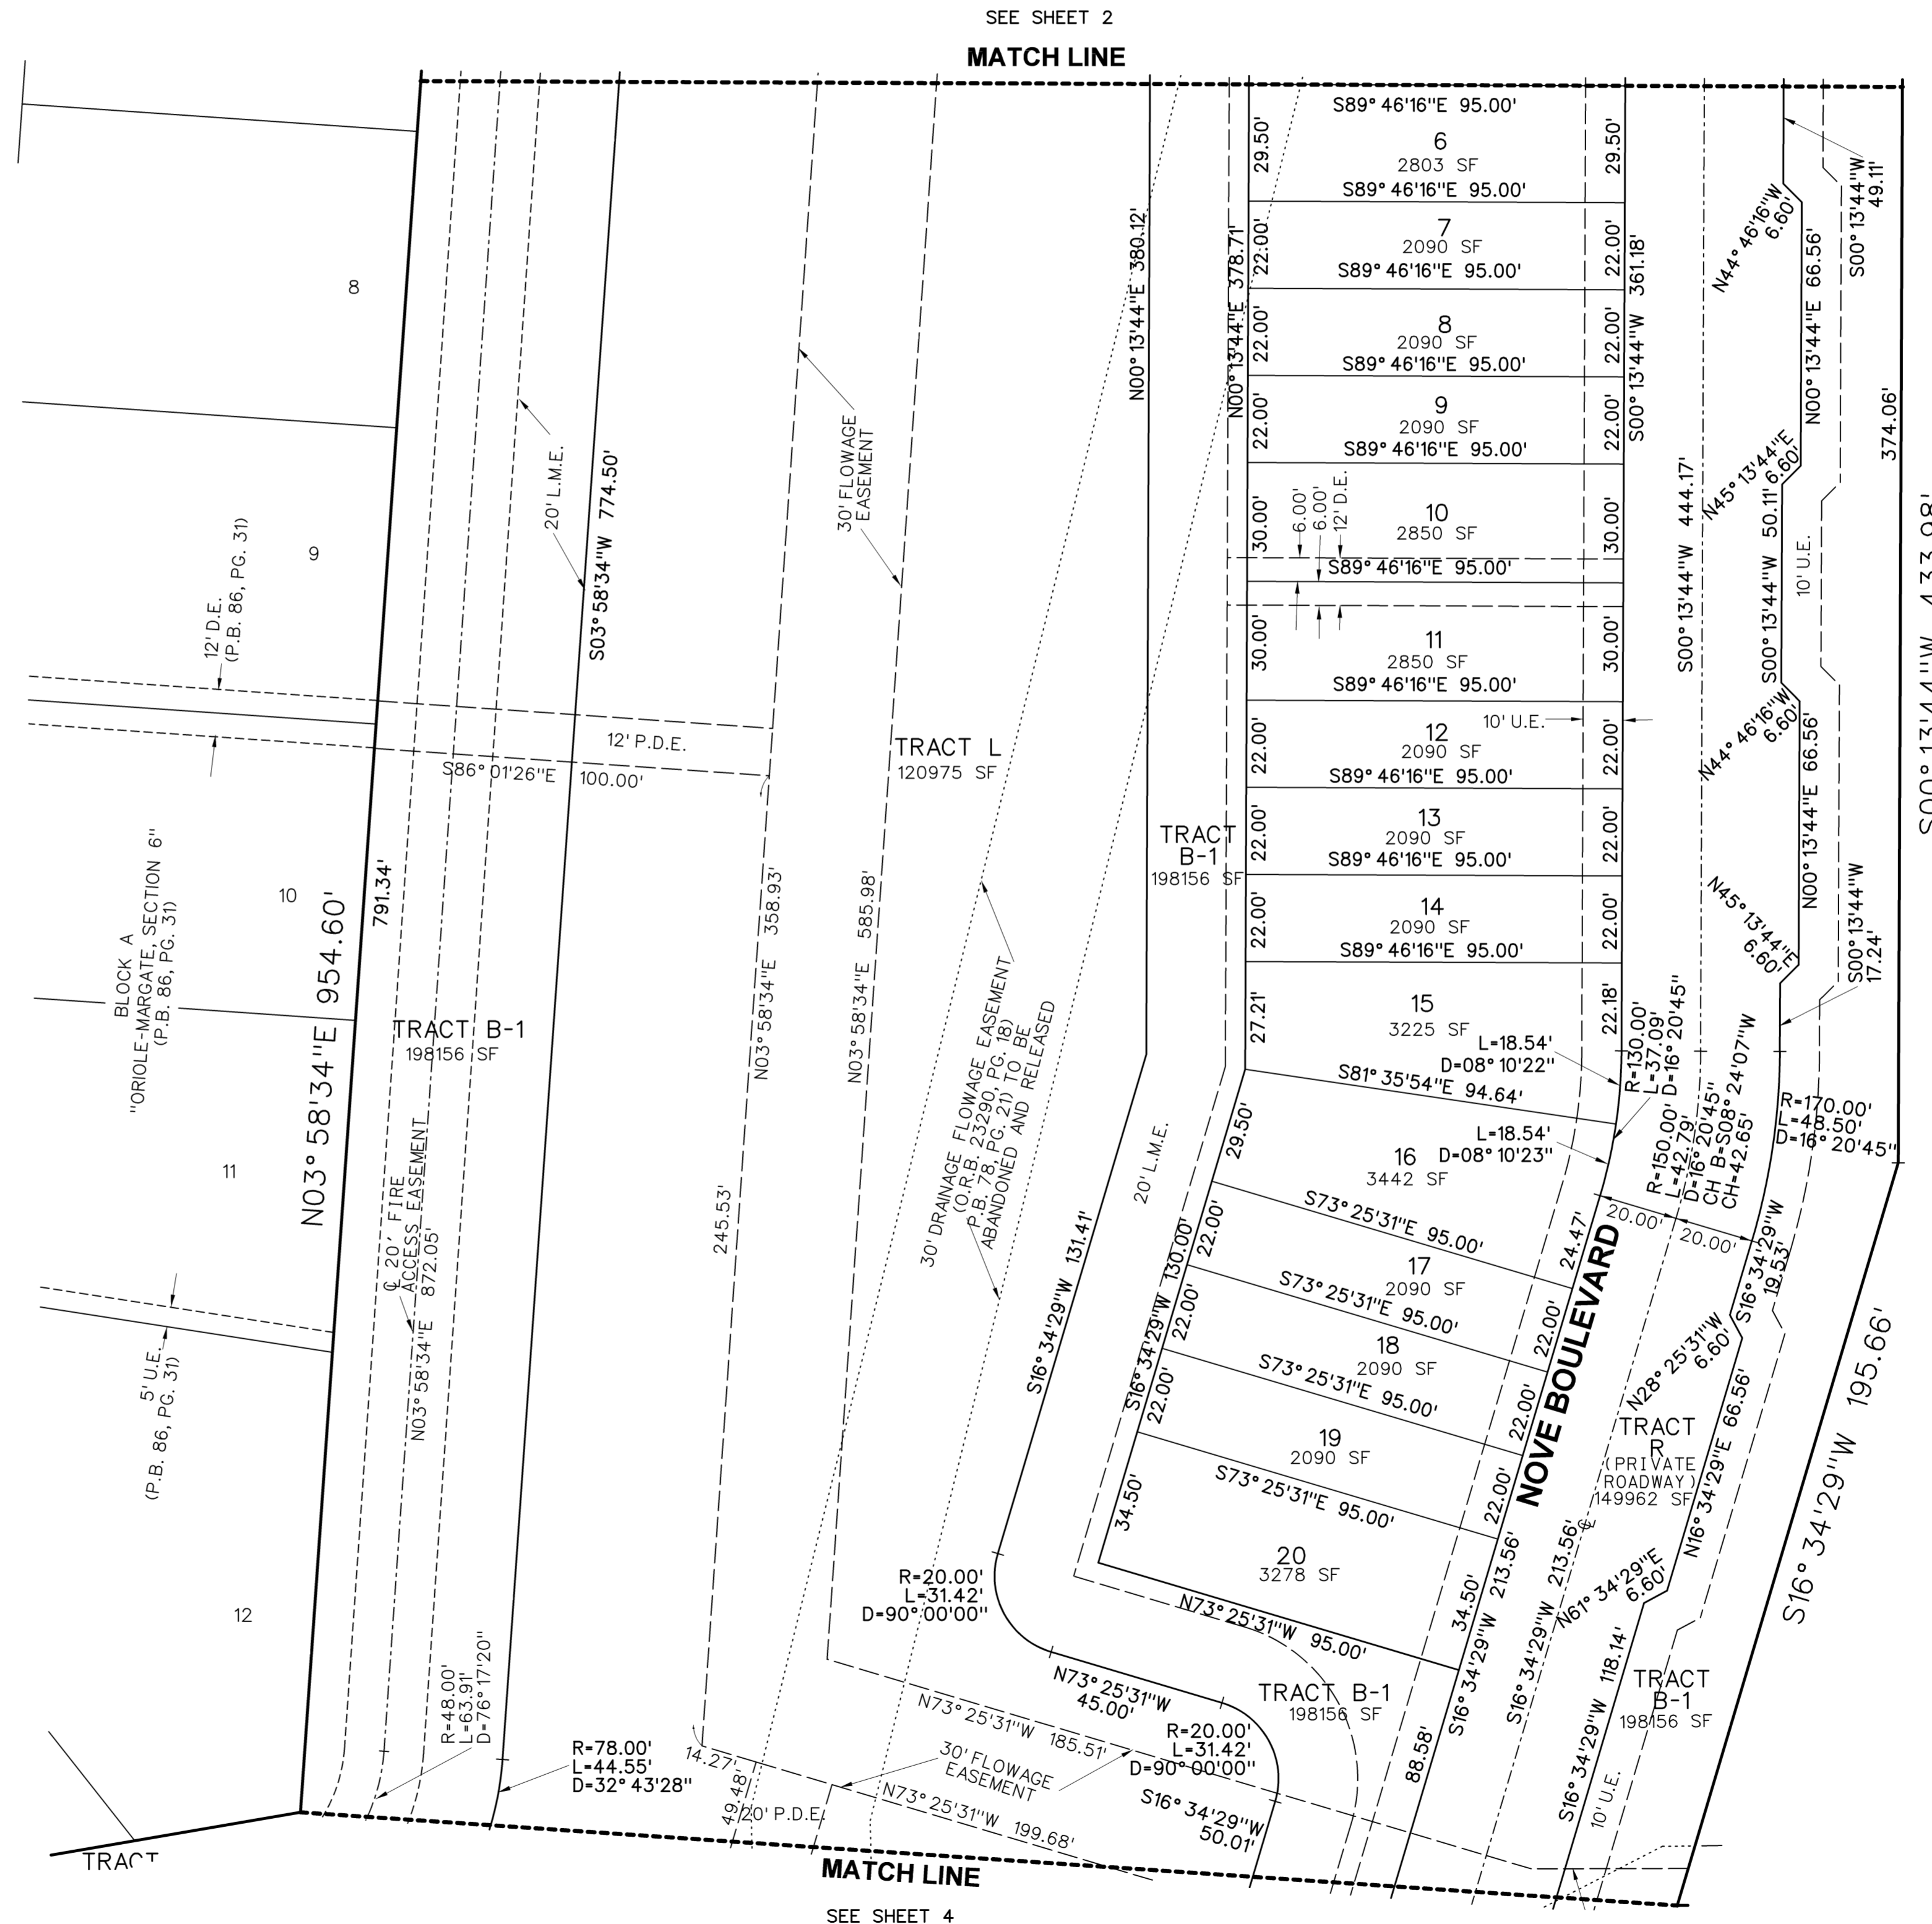 SEE SHEET 2
MATCH LINE
S89°46'16"E 95.00'
6
2803 SF
S89°46'16"E 95.00'
29.50'
29.50'
7
2090 SF
S89°46'16"E 95.00'
22.00'
22.00'
8
2090 SF
S89°46'16"E 95.00'
22.00'
22.00'
9
2090 SF
S89°46'16"E 95.00'
22.00'
22.00'
10
2850 SF
S89°46'16"E 95.00'
30.00'
30.00'
6.00'
6.00'
12' D.E.
11
2850 SF
S89°46'16"E 95.00'
30.00'
30.00'
10' U.E.
12
2090 SF
S89°46'16"E 95.00'
22.00'
22.00'
13
2090 SF
S89°46'16"E 95.00'
22.00'
22.00'
14
2090 SF
S89°46'16"E 95.00'
22.00'
22.00'
15
3225 SF
27.21'
22.18'
L=18.54'
D=08°10'22"
S81°35'54"E 94.64'
L=18.54'
D=08°10'23"
16
3442 SF
29.50'
24.47'
S73°25'31"E 95.00'
17
2090 SF
22.00'
22.00'
S73°25'31"E 95.00'
18
2090 SF
22.00'
22.00'
S73°25'31"E 95.00'
19
2090 SF
22.00'
22.00'
S73°25'31"E 95.00'
20
3278 SF
34.50'
34.50'
N73°25'31"W 95.00'
N00°13'44"E 380.12'
N00°13'44"E 378.71'
S00°13'44"W 361.18'
S00°13'44"W 444.17'
S00°13'44"W
49.11'
N44°46'16"W
6.60'
N00°13'44"E 66.56'
N45°13'44"E
6.60'
S00°13'44"W 50.11'
10' U.E.
N44°46'16"W
6.60'
N00°13'44"E 66.56'
N45°13'44"E
6.60'
S00°13'44"W
17.24'
374.06'
S00°13'44"W 433.98'
R=130.00'
L=37.09'
D=16°20'45"
R=150.00'
L=42.79'
D=16°20'45"
CH B=S08°24'07"W
CH=42.65'
R=170.00'
L=48.50'
D=16°20'45"
20.00'
20.00'
S16°34'29"W
19.53'
N28°25'31"W
6.60'
N16°34'29"E 66.56'
N61°34'29"E
6.60'
S16°34'29"W 118.14'
10' U.E.
S16°34'29"W 195.66'
NOVE BOULEVARD
TRACT
R
(PRIVATE
ROADWAY)
149962 SF
S16°34'29"W 213.56'
S16°34'29"W 213.56'
88.58'
TRACT
B-1
198156 SF
TRACT B-1
198156 SF
TRACT
B-1
198156 SF
20' L.M.E.
S16°34'29"W 131.41'
S16°34'29"W 130.00'
R=20.00'
L=31.42'
D=90°00'00"
N73°25'31"W
45.00'
R=20.00'
L=31.42'
D=90°00'00"
S16°34'29"W
50.01'
8
9
10
11
12
12' D.E.
(P.B. 86, PG. 31)
BLOCK A
"ORIOLE-MARGATE, SECTION 6"
(P.B. 86, PG. 31)
5' U.E.
(P.B. 86, PG. 31)
N03°58'34"E 954.60'
791.34'
20' L.M.E.
S03°58'34"W 774.50'
30' FLOWAGE
EASEMENT
12' P.D.E.
S86°01'26"E 100.00'
TRACT L
120975 SF
TRACT B-1
198156 SF
℄ 20' FIRE
ACCESS EASEMENT
N03°58'34"E 872.05'
N03°58'34"E 358.93'
N03°58'34"E 585.98'
245.53'
30' DRAINAGE FLOWAGE EASEMENT
(O.R.B. 23290, PG. 18)
P.B. 78, PG. 21) TO BE
ABANDONED AND RELEASED
R=48.00'
L=63.91'
D=76°17'20"
R=78.00'
L=44.55'
D=32°43'28"
14.27'
49.48'
20' P.D.E.
N73°25'31"W 185.51'
30' FLOWAGE
EASEMENT
N73°25'31"W 199.68'
℄
TRACT
MATCH LINE
SEE SHEET 4